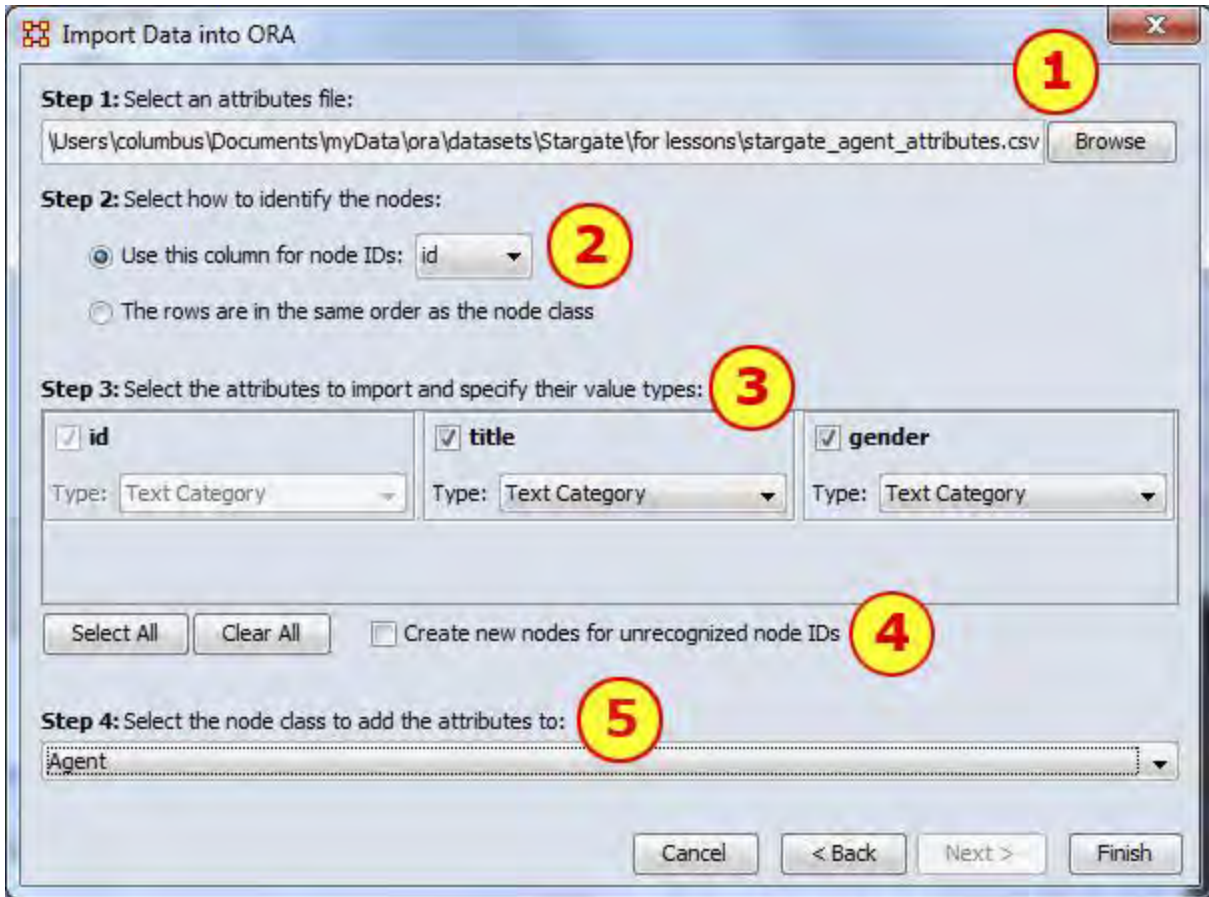 Import Data into ORA
1
Step 1: Select an attributes file:
\Users\columbus\Documents\myData\ora\datasets\Stargate\for lessons\stargate_agent_attributes.csv Browse
Step 2: Select how to identify the nodes:
Use this column for node IDs: id 2
The rows are in the same order as the node class
Step 3: Select the attributes to import and specify their value types: 3
id title gender
Type: Text Category Type: Text Category Type: Text Category
Select All Clear All Create new nodes for unrecognized node IDs 4
Step 4: Select the node class to add the attributes to: 5
Agent
Cancel < Back Next > Finish